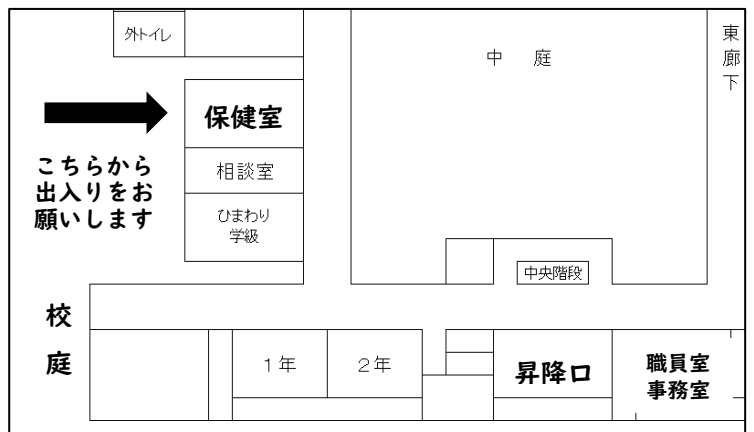 外トイレ
中 庭
東廊下
保健室
こちらから
出入りをお
願いします
相談室
ひまわり
学級
中央階段
校庭
1年
2年
昇降口
職員室
事務室